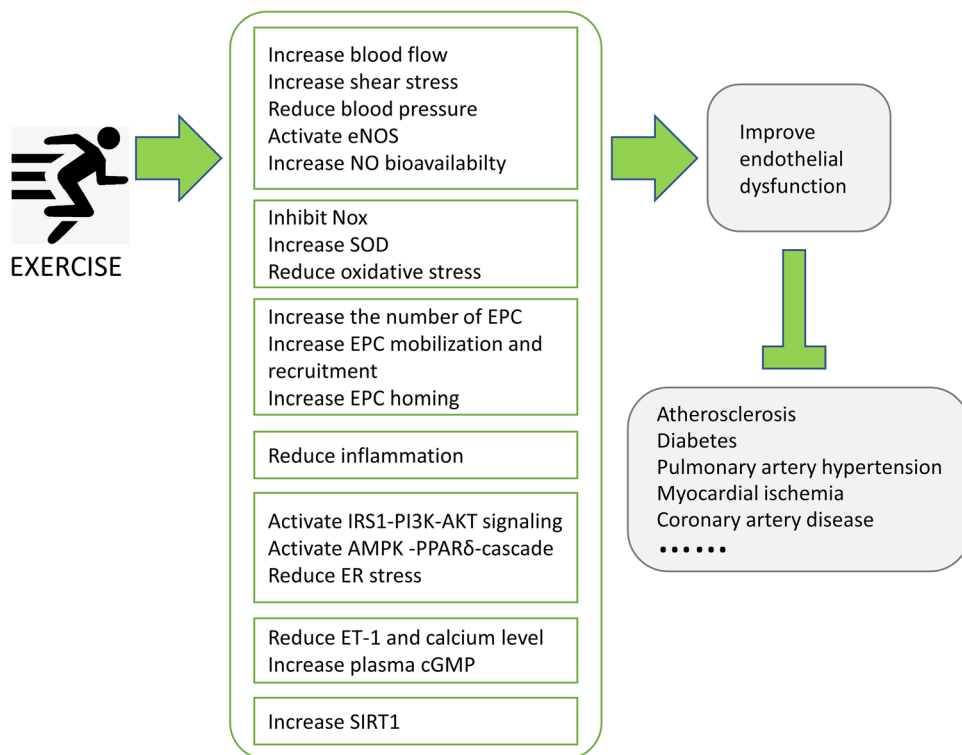 EXERCISE
Increase blood flow
Increase shear stress
Reduce blood pressure
Activate eNOS
Increase NO bioavailabilty
Inhibit Nox
Increase SOD
Reduce oxidative stress
Increase the number of EPC
Increase EPC mobilization and
recruitment
Increase EPC homing
Reduce inflammation
Activate IRS1-PI3K-AKT signaling
Activate AMPK -PPARδ-cascade
Reduce ER stress
Reduce ET-1 and calcium level
Increase plasma cGMP
Increase SIRT1
Improve
endothelial
dysfunction
Atherosclerosis
Diabetes
Pulmonary artery hypertension
Myocardial ischemia
Coronary artery disease
••••••